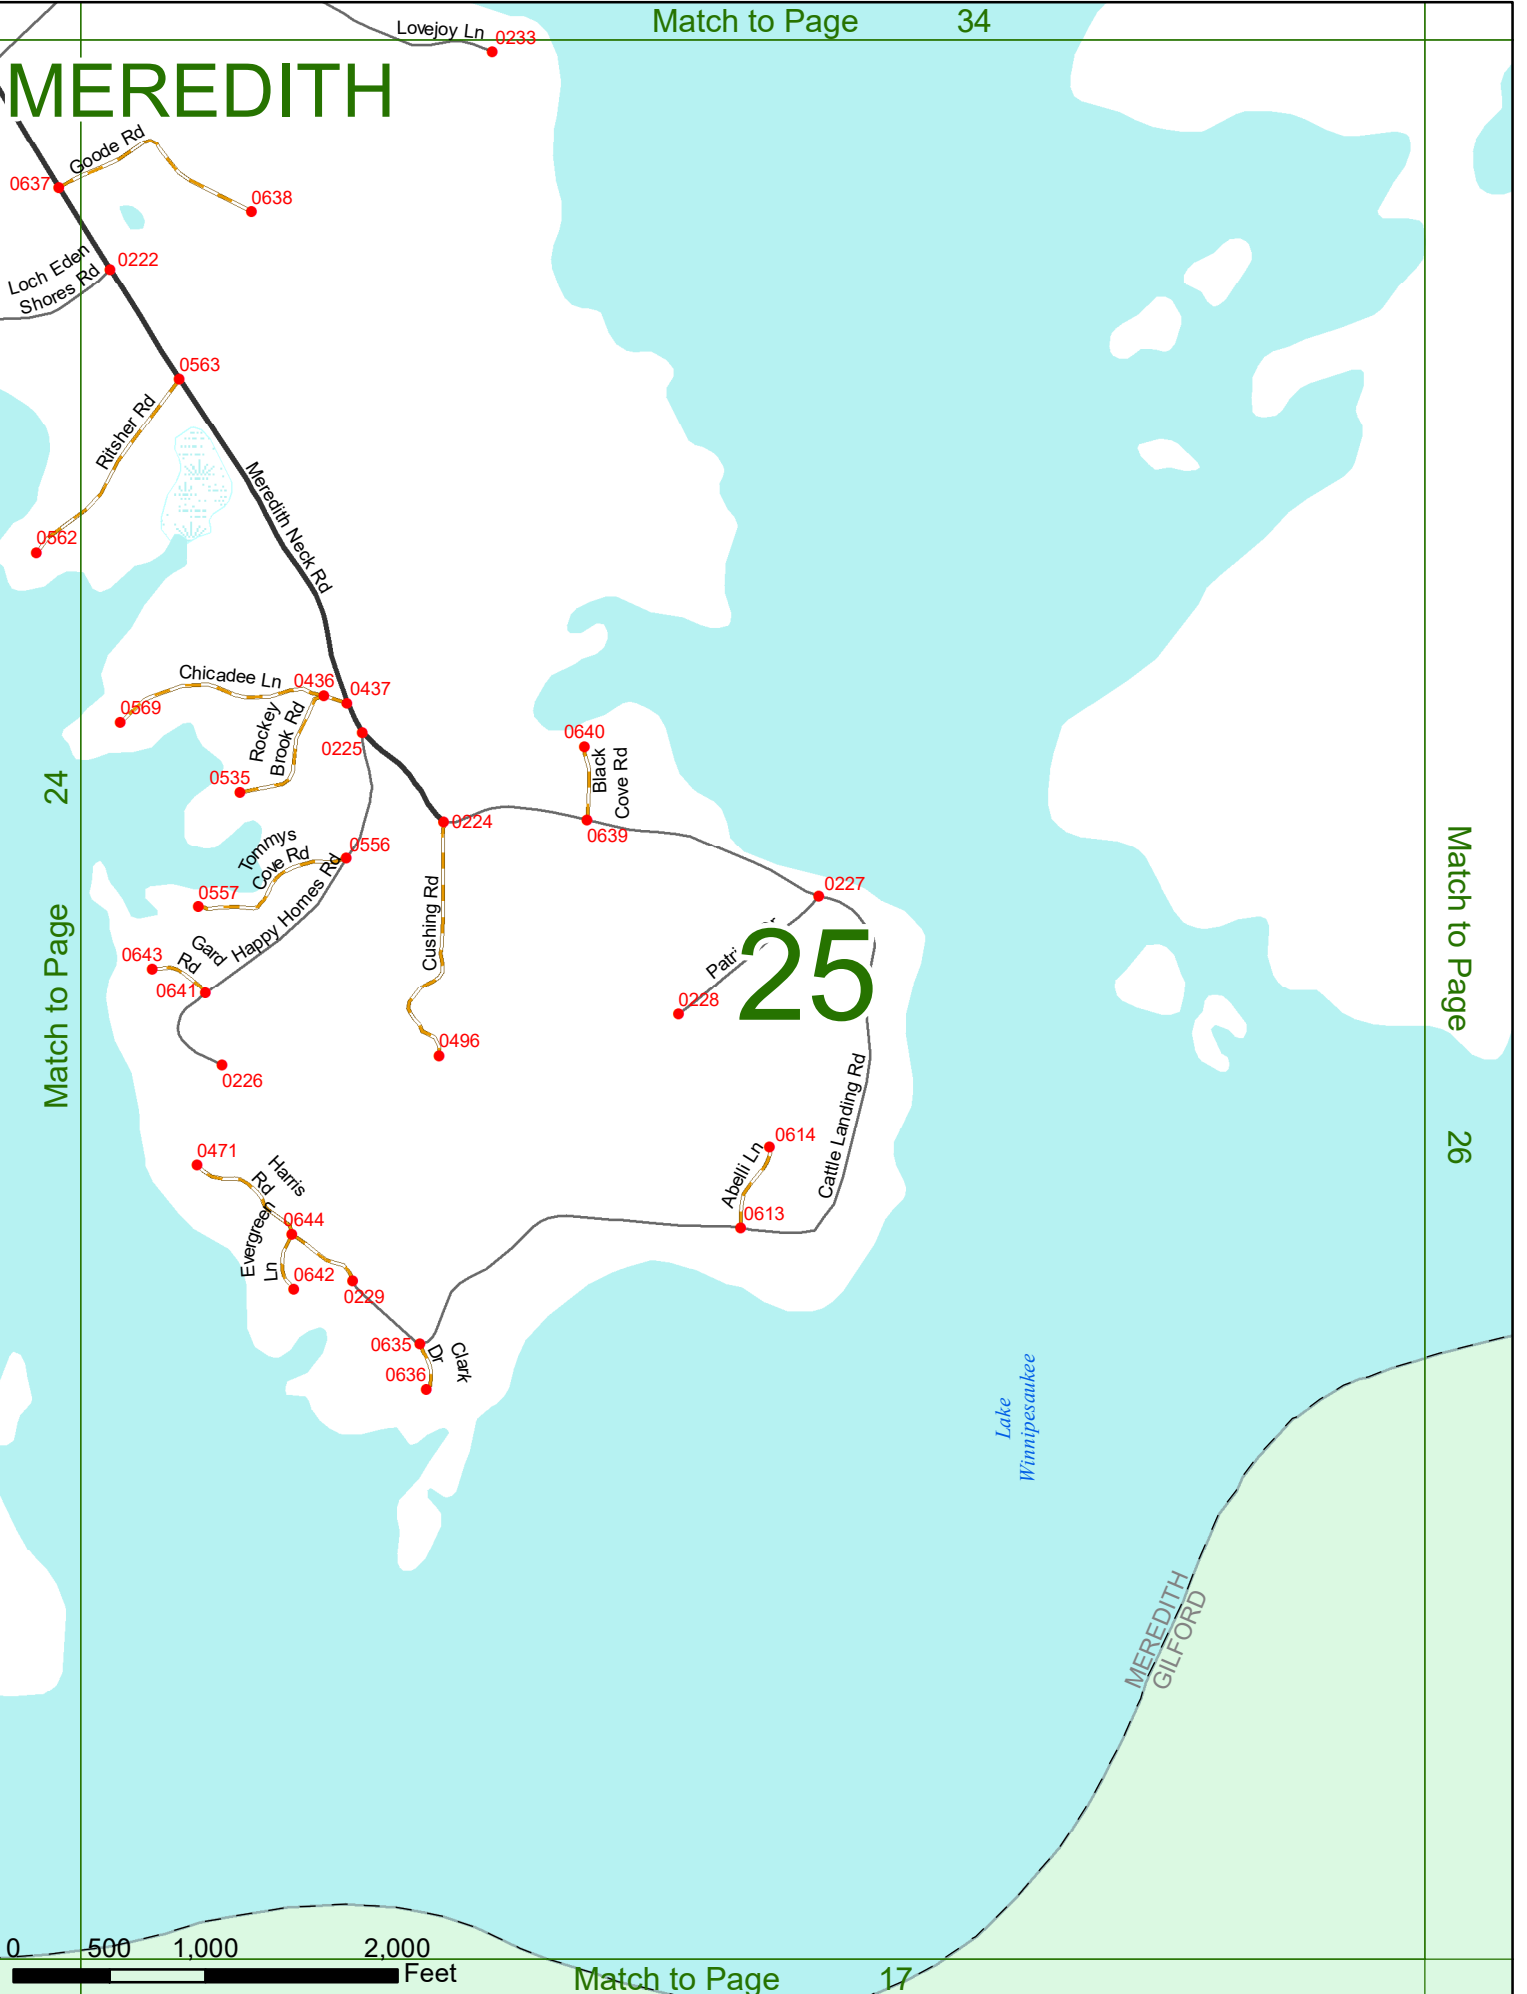 Match to Page 34
Lovejoy Ln
0233
MEREDITH
Goode Rd
0637
0638
0222
Loch Eden
Shores Rd
0563
Ritsher Rd
0562
Meredith Neck Rd
Chicadee Ln
0436
0437
0569
Rockey
Brook Rd
0225
0535
0640
Black
Cove Rd
0639
0224
Tommys
Cove Rd
0556
0557
Happy Homes Rd
Cushing Rd
0227
25
0228
Gard
Rd
0643
0641
0226
0496
24
Match to Page
Match to Page
26
0471
Harris
Rd
0644
Evergreen
Ln
0642
0229
0614
Abelli Ln
0613
Cattle Landing Rd
0635
Clark
Dr
0636
Lake
Winnipesaukee
MEREDITH
GILFORD
0 500 1,000 2,000
Feet
Match to Page 17